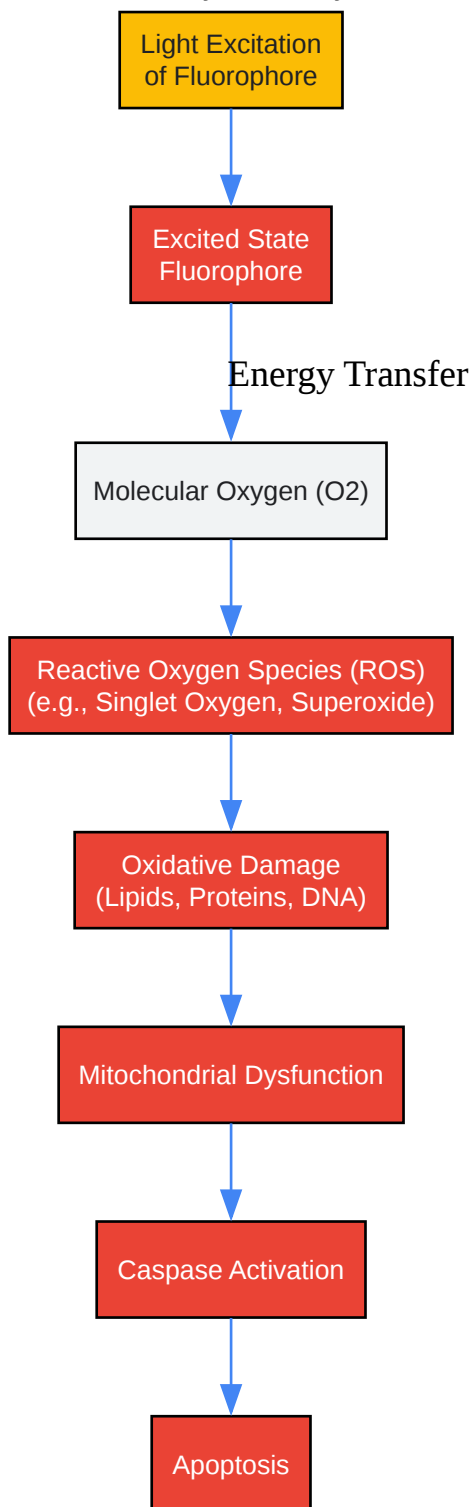 Light Excitation
of Fluorophore
Excited State
Fluorophore
Energy Transfer
Molecular Oxygen (O2)
Reactive Oxygen Species (ROS)
(e.g., Singlet Oxygen, Superoxide)
Oxidative Damage
(Lipids, Proteins, DNA)
Mitochondrial Dysfunction
Caspase Activation
Apoptosis